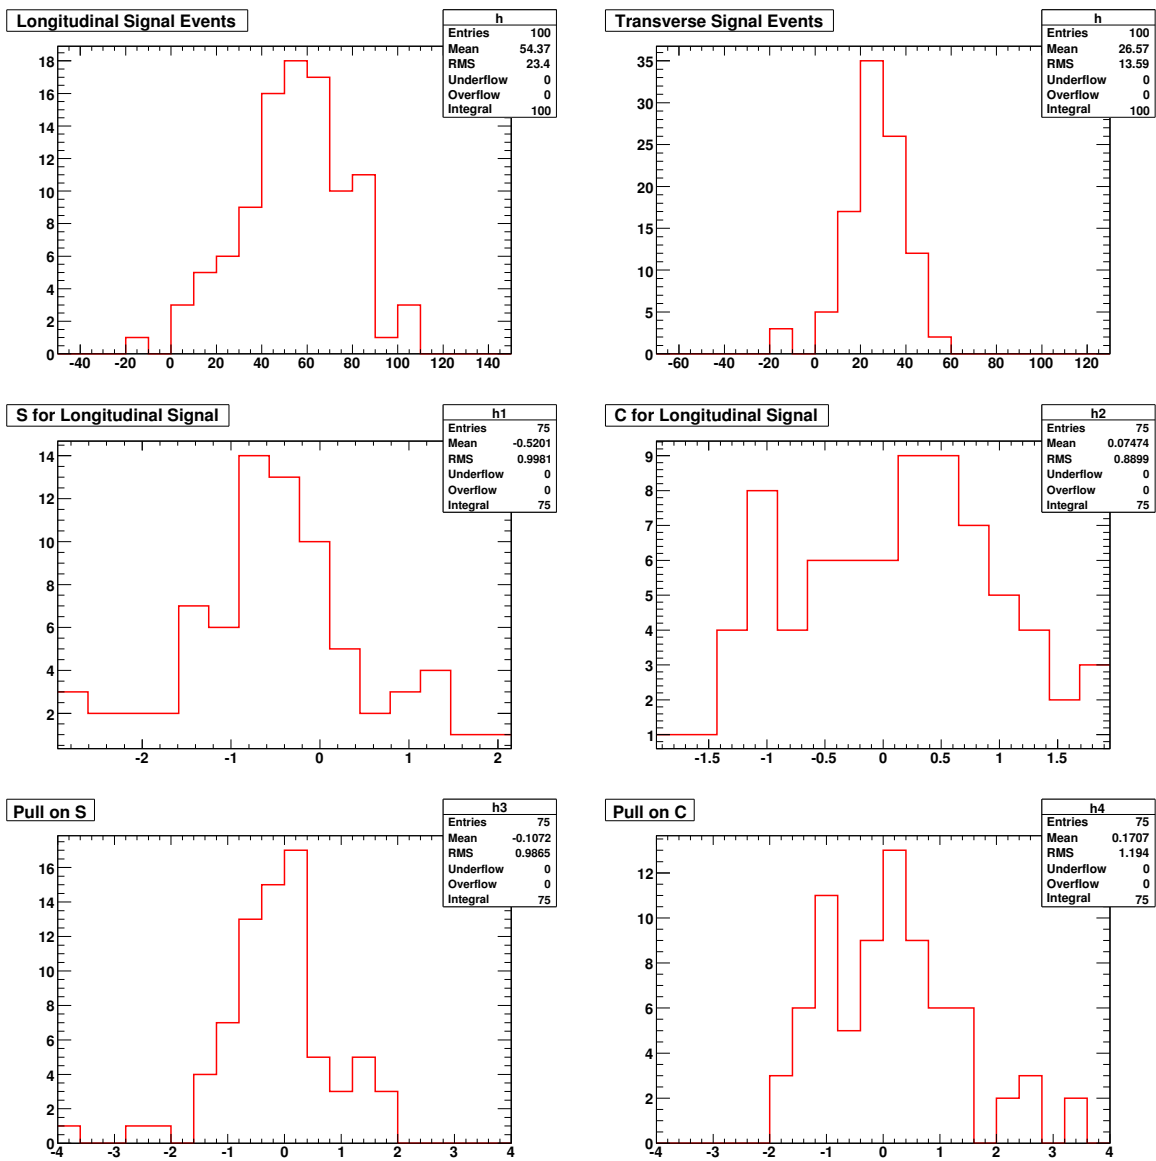 Longitudinal Signal Events
h
Entries 100
Mean 54.37
RMS 23.4
Underflow 0
Overflow 0
Integral 100
18
16
14
12
10
8
6
4
2
0
-40 -20 0 20 40 60 80 100 120 140
Transverse Signal Events
h
Entries 100
Mean 26.57
RMS 13.59
Underflow 0
Overflow 0
Integral 100
35
30
25
20
15
10
5
0
-60 -40 -20 0 20 40 60 80 100 120
S for Longitudinal Signal
h1
Entries 75
Mean -0.5201
RMS 0.9981
Underflow 0
Overflow 0
Integral 75
14
12
10
8
6
4
2
-2 -1 0 1 2
C for Longitudinal Signal
h2
Entries 75
Mean 0.07474
RMS 0.8899
Underflow 0
Overflow 0
Integral 75
9
8
7
6
5
4
3
2
1
-1.5 -1 -0.5 0 0.5 1 1.5
Pull on S
h3
Entries 75
Mean -0.1072
RMS 0.9865
Underflow 0
Overflow 0
Integral 75
16
14
12
10
8
6
4
2
0
-4 -3 -2 -1 0 1 2 3 4
Pull on C
h4
Entries 75
Mean 0.1707
RMS 1.194
Underflow 0
Overflow 0
Integral 75
12
10
8
6
4
2
0
-4 -3 -2 -1 0 1 2 3 4